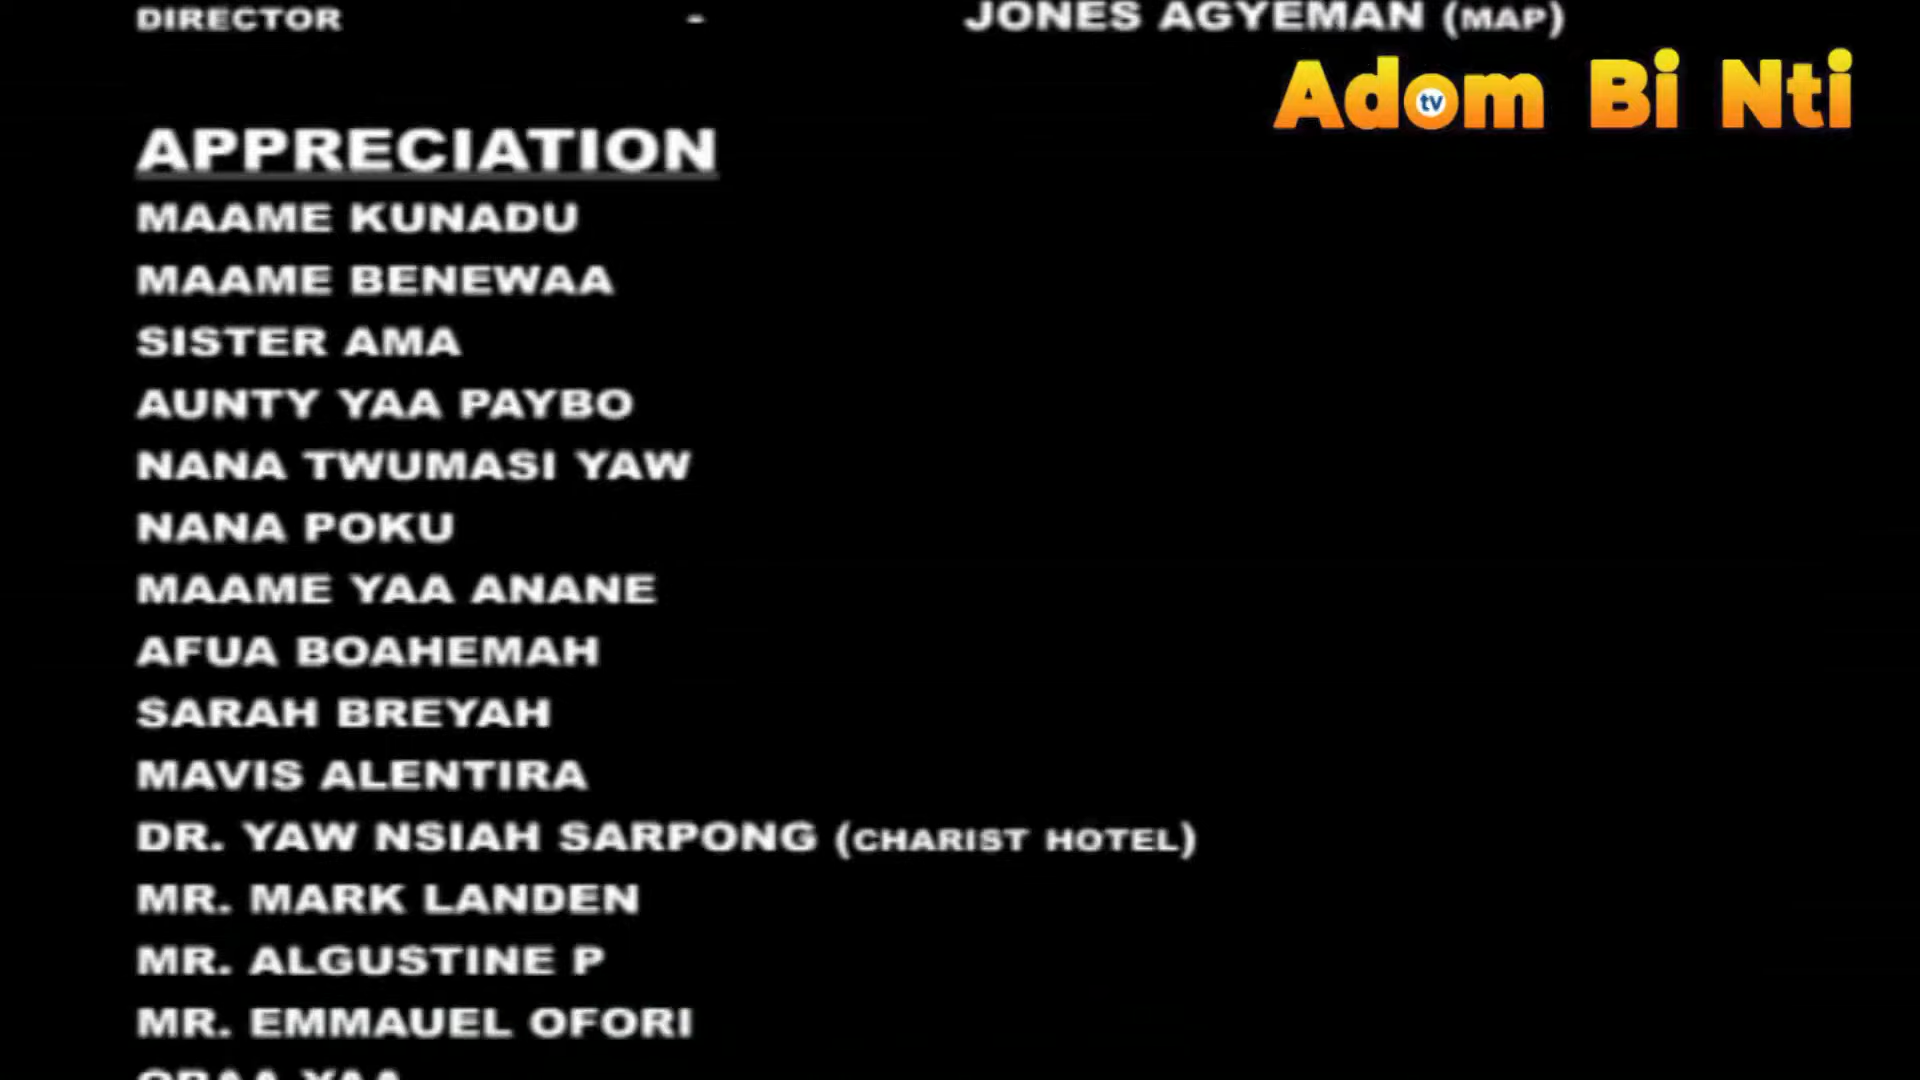 DIRECTOR - JONES AGYEMAN (MAP)
Adom tv Bi Nti
APPRECIATION
MAAME KUNADU
MAAME BENEWAA
SISTER AMA
AUNTY YAA PAYBO
NANA TWUMASI YAW
NANA POKU
MAAME YAA ANANE
AFUA BOAHEMAH
SARAH BREYAH
MAVIS ALENTIRA
DR. YAW NSIAH SARPONG (CHARIST HOTEL)
MR. MARK LANDEN
MR. ALGUSTINE P
MR. EMMAUEL OFORI
OBAA YAA